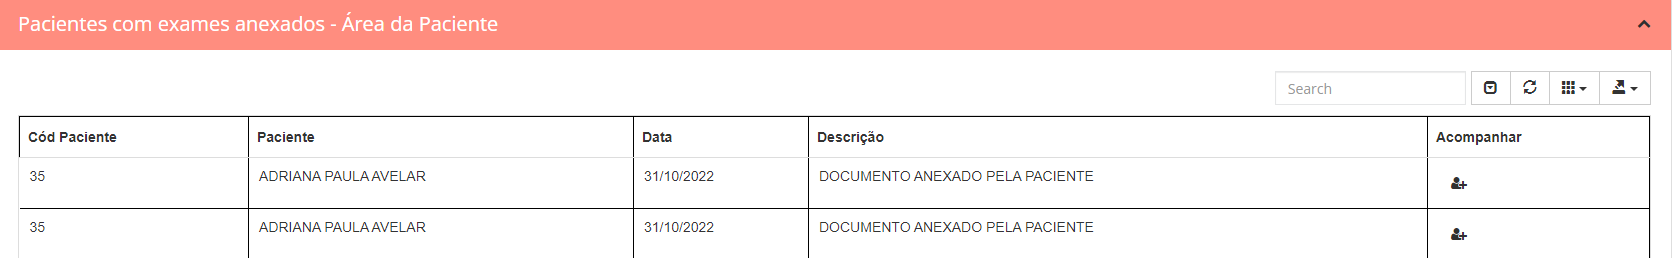 Pacientes com exames anexados - Área da Paciente
Search
Cód Paciente Paciente Data Descrição Acompanhar
35 ADRIANA PAULA AVELAR 31/10/2022 DOCUMENTO ANEXADO PELA PACIENTE
35 ADRIANA PAULA AVELAR 31/10/2022 DOCUMENTO ANEXADO PELA PACIENTE